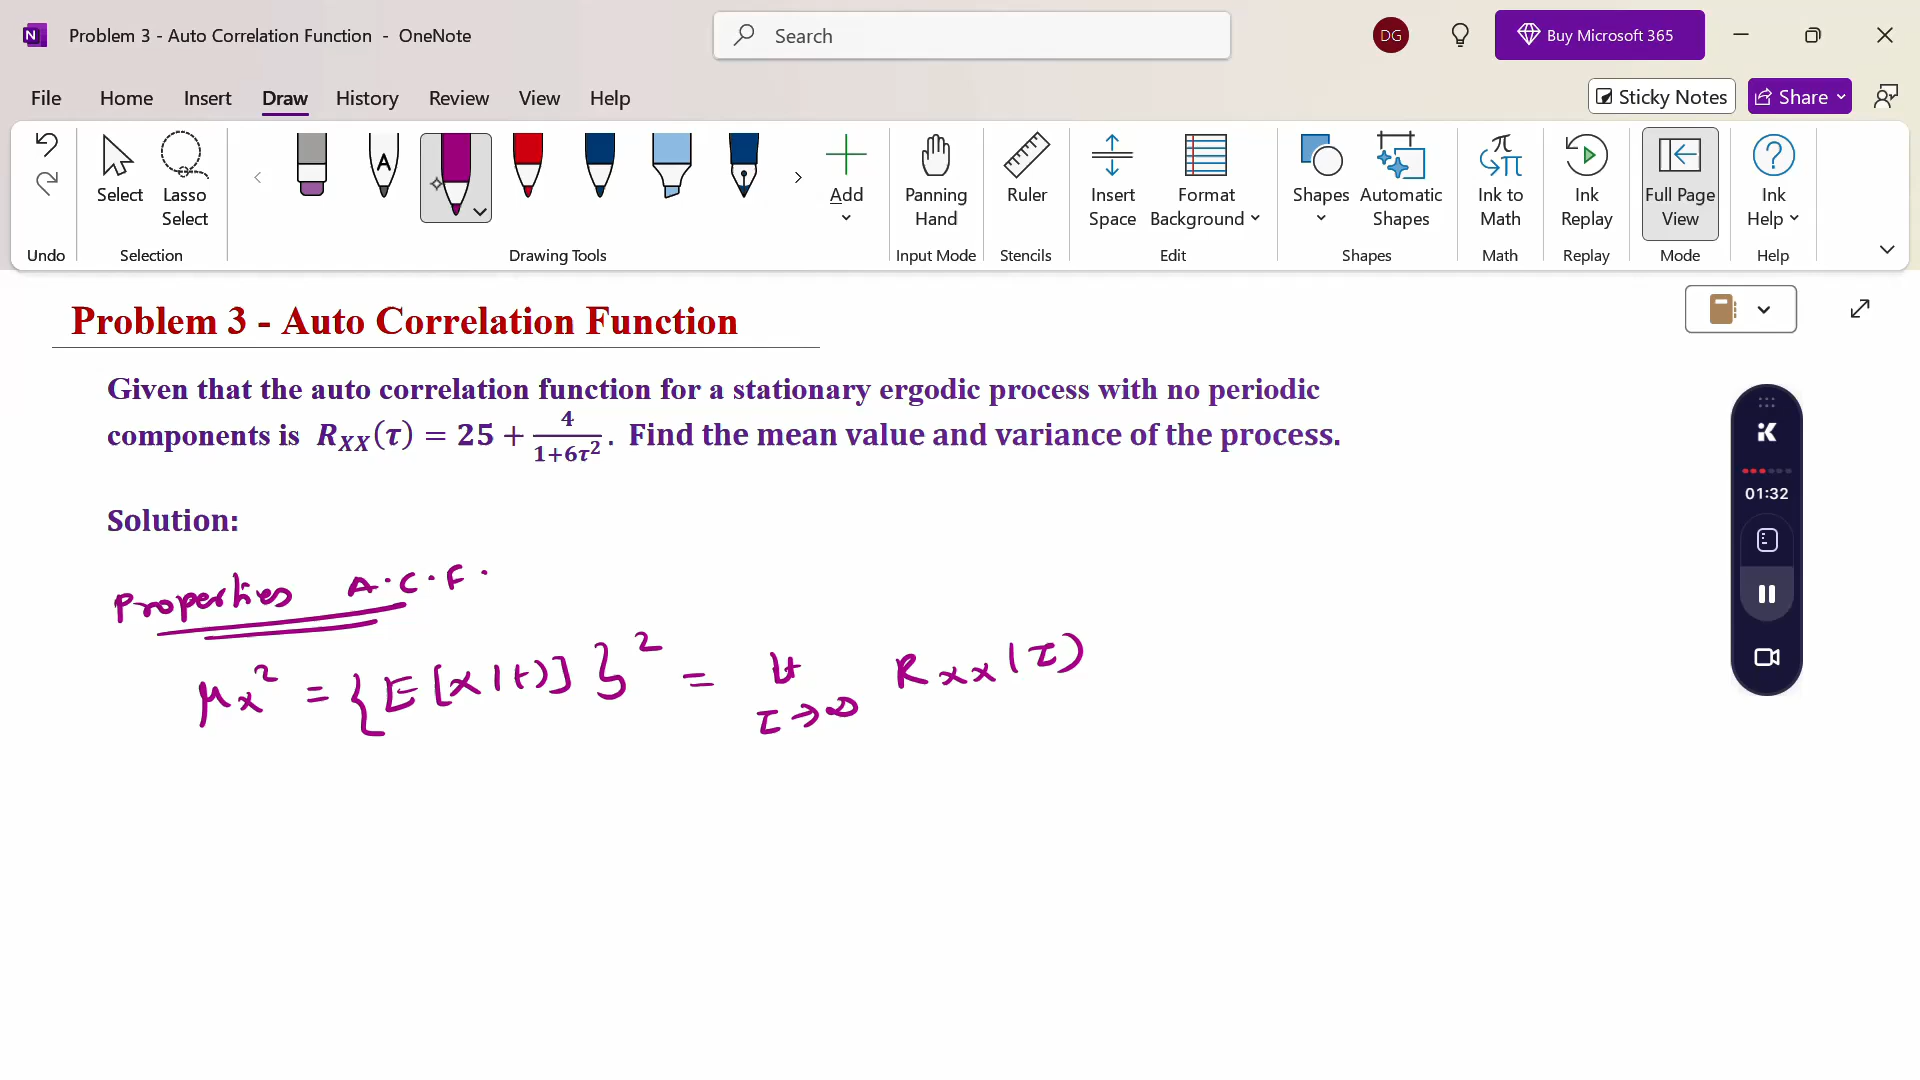 Problem 3 - Auto Correlation Function - OneNote
Search
DG
Buy Microsoft 365
File Home Insert Draw History Review View Help
Sticky Notes
Share
A
Select
Lasso Select
Add
Panning Hand
Ruler
Insert Space
Format Background
Shapes
Automatic Shapes
Ink to Math
Ink Replay
Full Page View
Ink Help
Undo
Selection
Drawing Tools
Input Mode
Stencils
Edit
Shapes
Math
Replay
Mode
Help
Problem 3 - Auto Correlation Function
Given that the auto correlation function for a stationary ergodic process with no periodic
components is R_XX(τ) = 25 + 4/(1+6τ²). Find the mean value and variance of the process.
01:32
Solution:
Properties A.C.F.
μx² = {E[X(t)]}² = lt τ→∞ Rxx(τ)